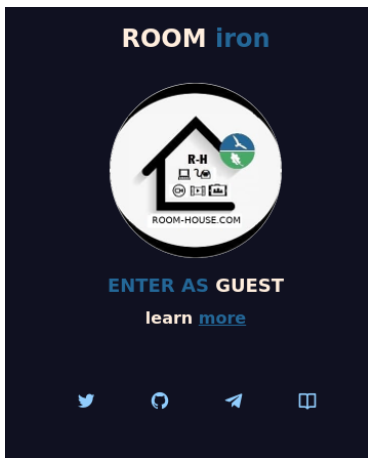 ROOM iron
R-H
ROOM-HOUSE.COM
ENTER AS GUEST
learn more